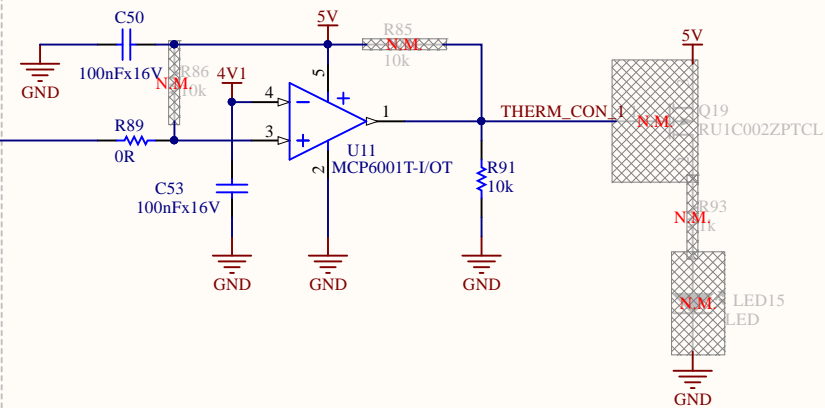 C50
100nFx16V
GND
R86
10k
N.M.
5V
R85
N.M.
10k
4V1
4
5
1
3
2
R89
0R
U11
MCP6001T-I/OT
C53
100nFx16V
GND
GND
THERM_CON_1
R91
10k
GND
5V
Q19
N.M.
RU1C002ZPTCL
R93
N.M.
1k
LED15
N.M.
LED
GND